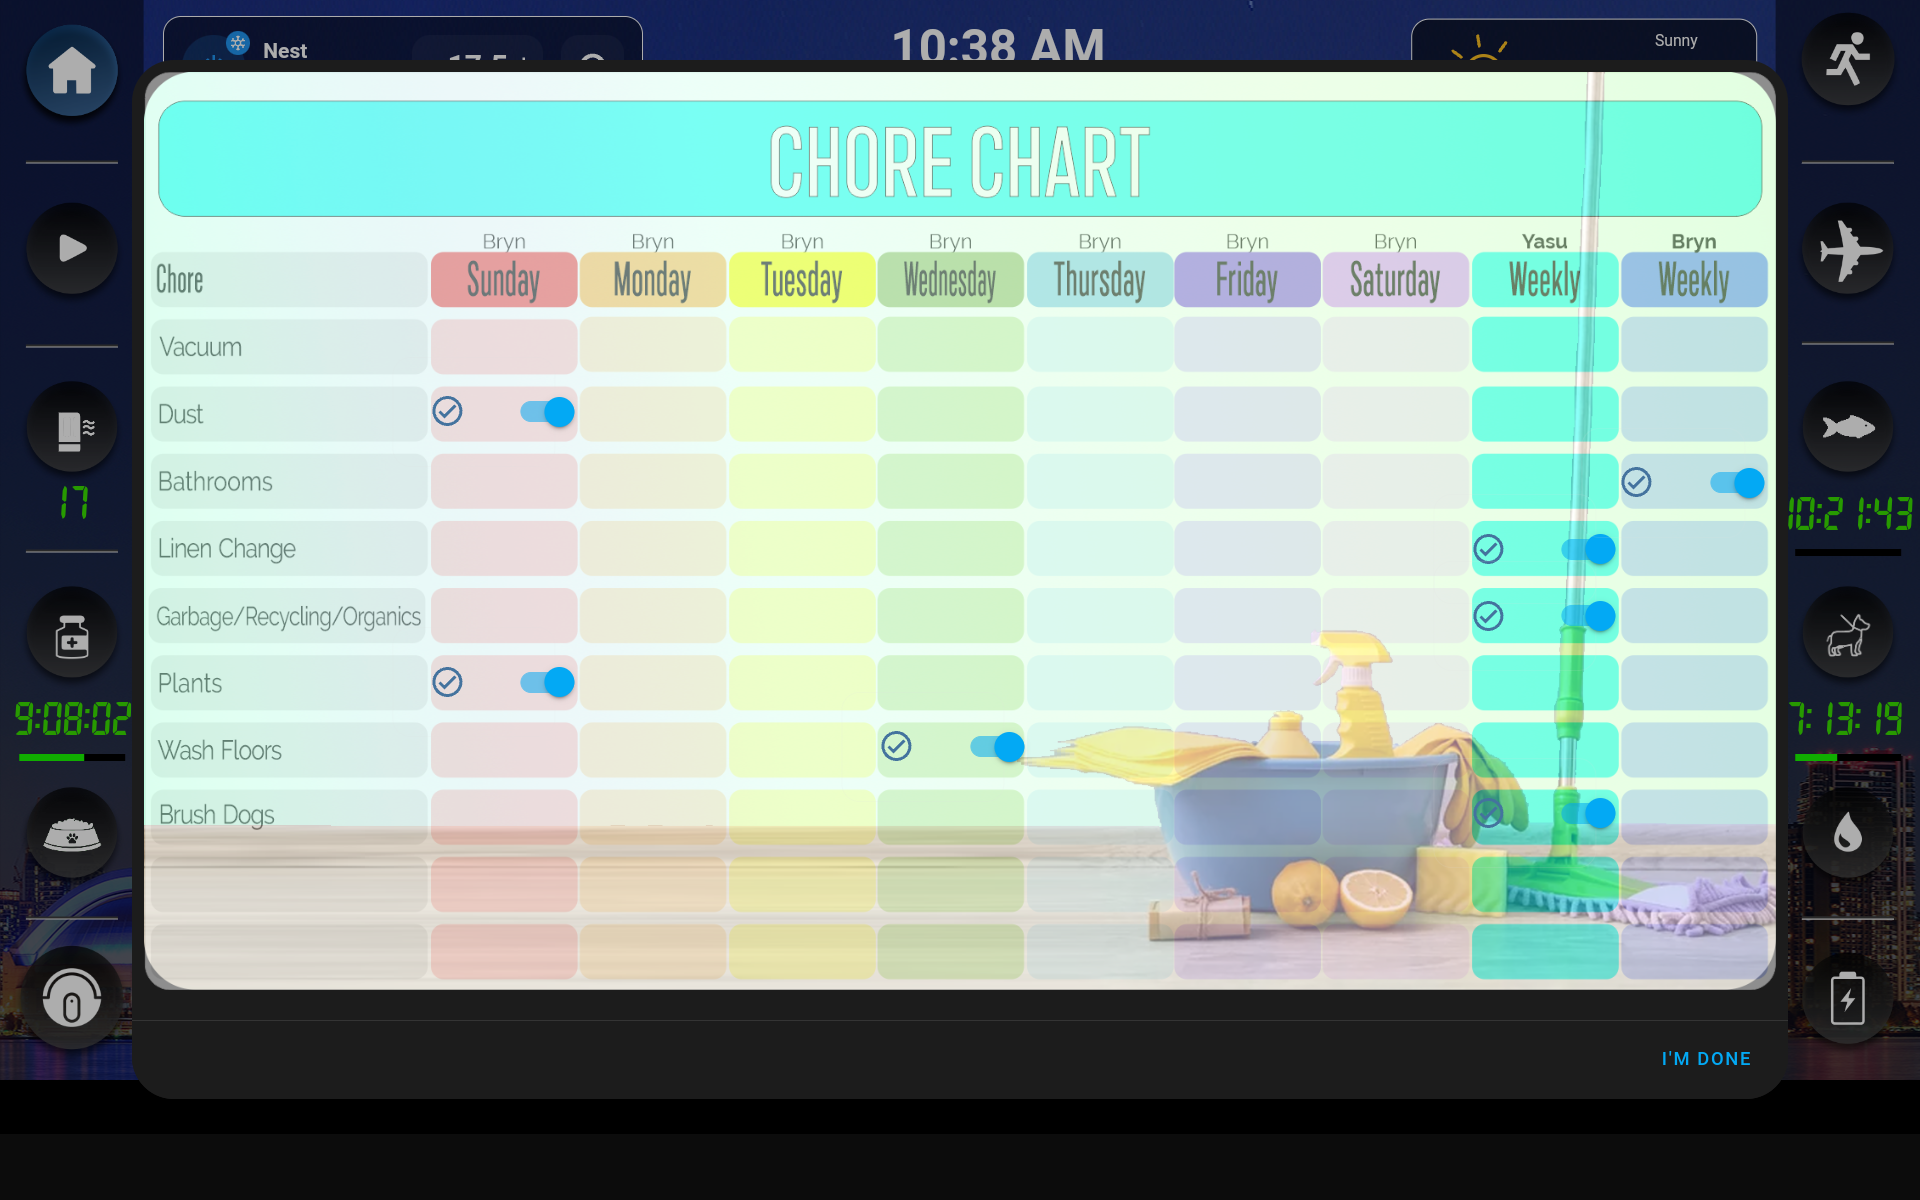 Nest
10:38 AM
Sunny
CHORE CHART
Bryn Bryn Bryn Bryn Bryn Bryn Bryn Yasu Bryn
Chore Sunday Monday Tuesday Wednesday Thursday Friday Saturday Weekly Weekly
Vacuum
Dust
Bathrooms
17
Linen Change
10:21:43
Garbage/Recycling/Organics
Plants
9:08:02
7:13:19
Wash Floors
Brush Dogs
I'M DONE